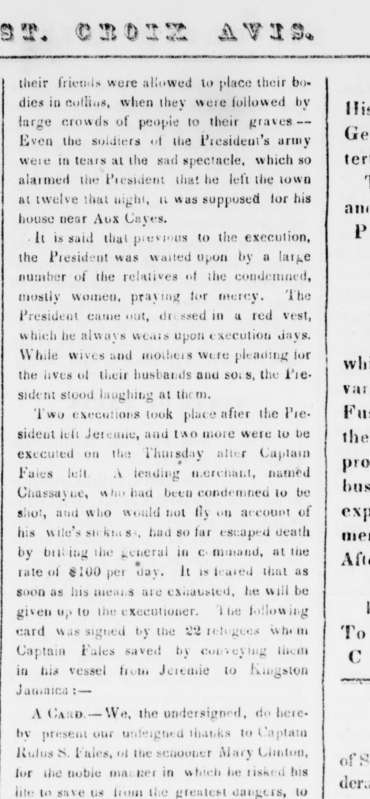 ST. CROIX AVIS.
their friends were allowed to place their bo-
dies in coffins, when they were followed by
large crowds of people to their graves—
Even the soldiers of the President's army
were in tears at the sad spectacle, which so
alarmed the President that he left the town
at twelve that night, it was supposed for his
house near Aux Cayes.
It is said that previous to the execution,
the President was waited upon by a large
number of the relatives of the condemned,
mostly women, praying for mercy. The
President came out, dressed in a red vest,
which he always wears upon execution days.
While wives and mothers were pleading for
the lives of their husbands and sons, the Pre-
sident stood laughing at them.
Two executions took place after the Pre-
sident left Jeremie, and two more were to be
executed on the Thursday after Captain
Fales left. A leading merchant, named
Chassayne, who had been condemned to be
shot, and who would not fly on account of
his wife's sickness, had so far escaped death
by bribing the general in command, at the
rate of $100 per day. It is feared that as
soon as his means are exhausted, he will be
given up to the executioner. The following
card was signed by the 22 refugees whom
Captain Fales saved by conveying them
in his vessel from Jeremie to Kingston
Jamaica:—
A CARD.—We, the undersigned, do here-
by present our unfeigned thanks to Captain
Rufus S. Fales, of the schooner Mary Clinton,
for the noble manner in which he risked his
life to save us from the greatest dangers, to
His
Ge
ter
T
and
P
whi
var
Fus
the
pro
bus
exp
mer
Afte
To
C
of S
dera